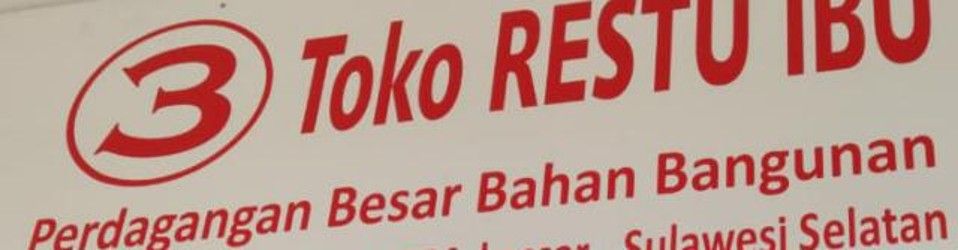 3 Toko RESTU IBU
Perdagangan Besar Bahan Bangunan
- Sulawesi Selatan